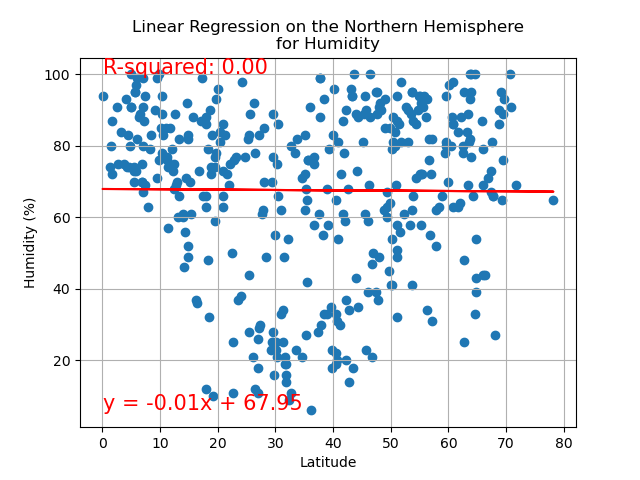 Linear Regression on the Northern Hemisphere
for Humidity
R-squared: 0.00
100
80
60
40
20
Humidity (%)
y = -0.01x + 67.95
0 10 20 30 40 50 60 70 80
Latitude